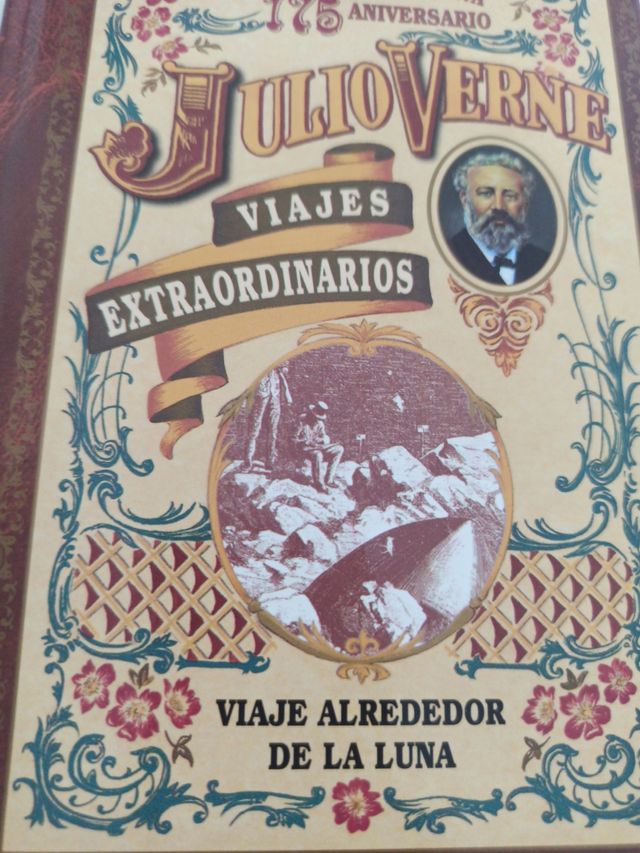 175 ANIVERSARIO
JULIO VERNE
VIAJES
EXTRAORDINARIOS
VIAJE ALREDEDOR
DE LA LUNA